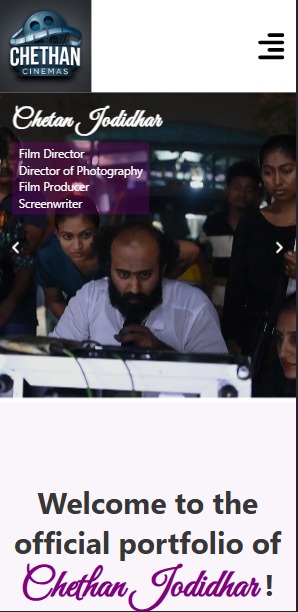 CHETHAN
CINEMAS
Chetan Jodidhar
Film Director
Director of Photography
Film Producer
Screenwriter
Welcome to the
official portfolio of
Chethan Jodidhar !